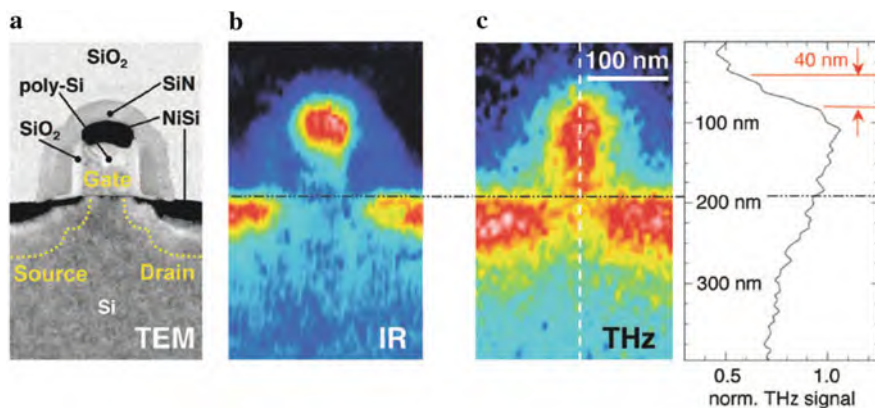 a
SiO2
poly-Si
SiN
SiO2
NiSi
Gate
Source
Drain
Si
TEM
b
IR
c
100 nm
THz
40 nm
100 nm
200 nm
300 nm
0.5
1.0
norm. THz signal